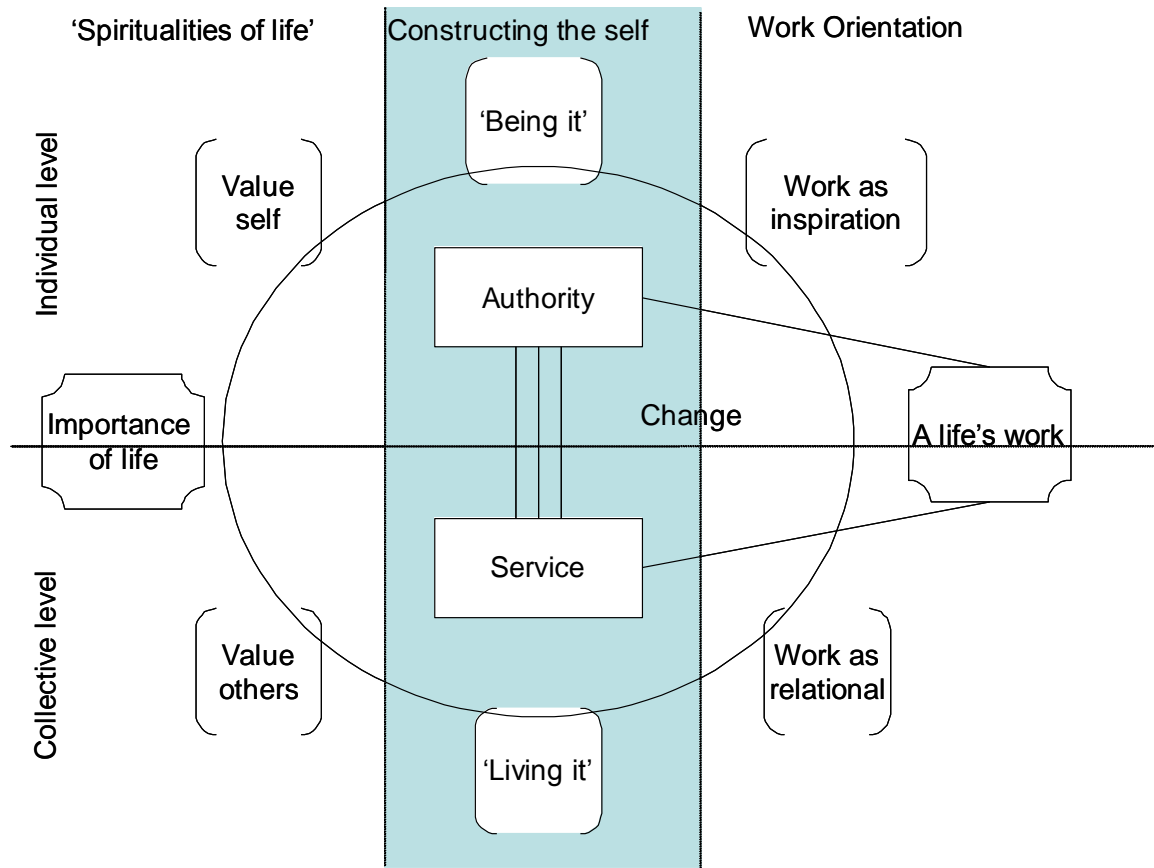 ‘Spiritualities of life’
Constructing the self
Work Orientation
Individual level
‘Being it’
Value
self
Work as
inspiration
Authority
Importance
of life
Change
A life’s work
Service
Collective level
Value
others
Work as
relational
‘Living it’